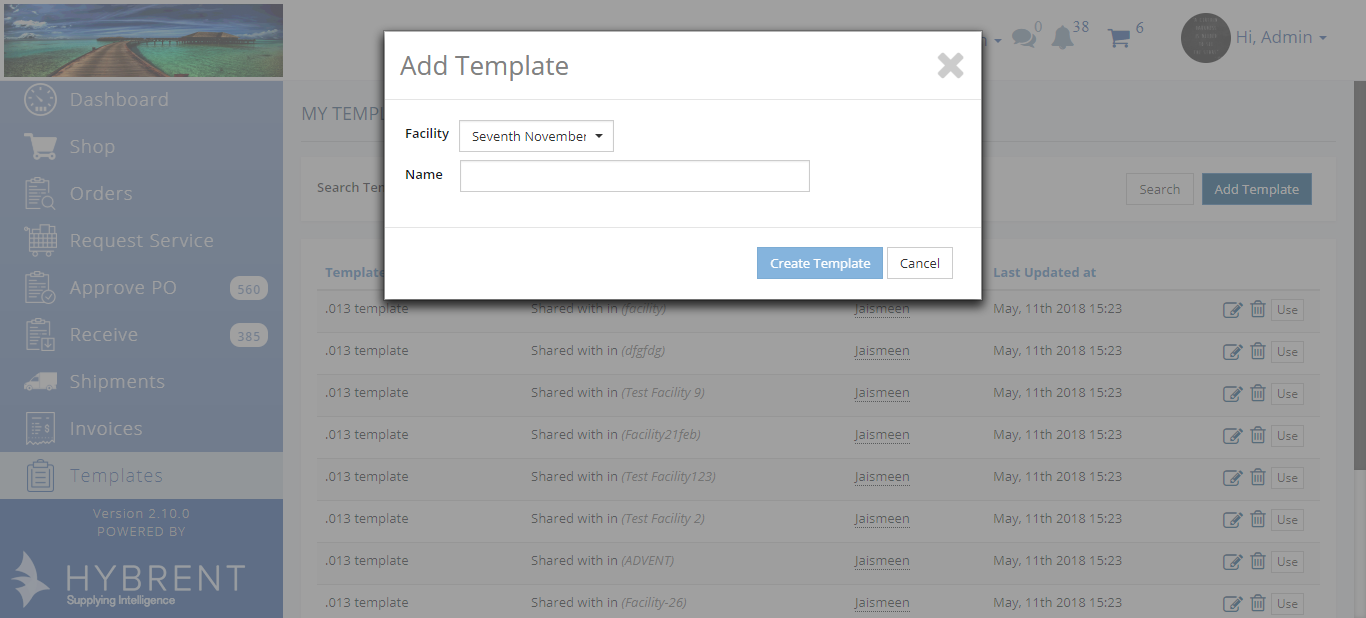 0
38
6
Hi, Admin
Dashboard
Shop
Orders
Request Service
Approve PO 560
Receive 385
Shipments
Invoices
Templates
Version 2.10.0
POWERED BY
HYBRENT
Supplying Intelligence
MY TEMPL
Search Ten
Search
Add Template
Add Template
Facility Seventh November
Name
Create Template Cancel
Template Last Updated at
.013 template Shared with in (facility) Jaismeen May, 11th 2018 15:23 Use
.013 template Shared with in (dfgfdg) Jaismeen May, 11th 2018 15:23 Use
.013 template Shared with in (Test Facility 9) Jaismeen May, 11th 2018 15:23 Use
.013 template Shared with in (Facility21feb) Jaismeen May, 11th 2018 15:23 Use
.013 template Shared with in (Test Facility123) Jaismeen May, 11th 2018 15:23 Use
.013 template Shared with in (Test Facility 2) Jaismeen May, 11th 2018 15:23 Use
.013 template Shared with in (ADVENT) Jaismeen May, 11th 2018 15:23 Use
.013 template Shared with in (Facility-26) Jaismeen May, 11th 2018 15:23 Use